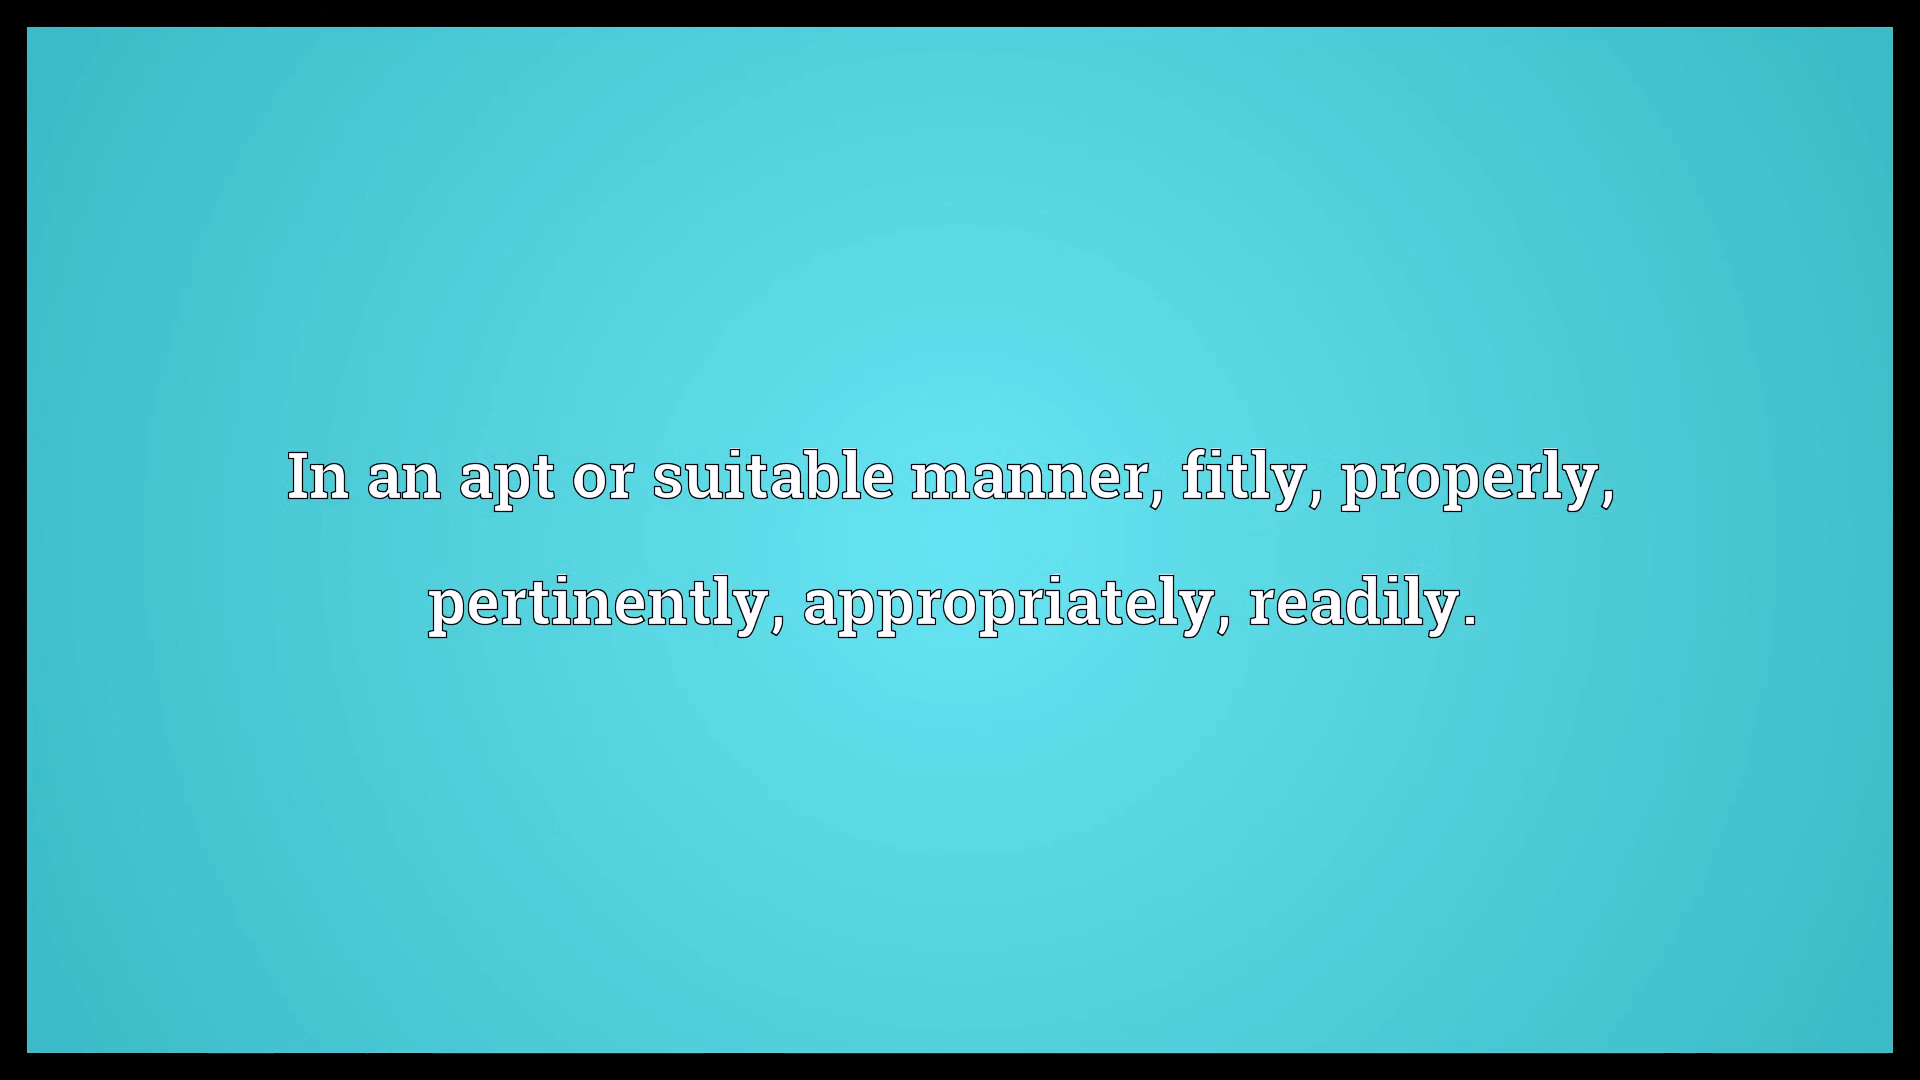 In an apt or suitable manner, fitly, properly,
pertinently, appropriately, readily.